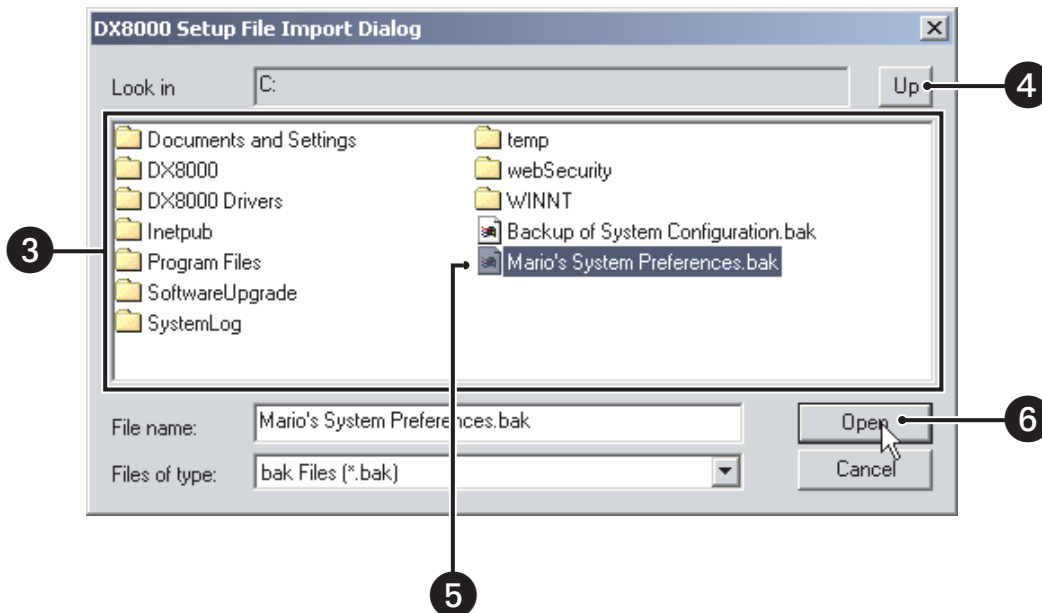 DX8000 Setup File Import Dialog
Look in
C:
Up
4
Documents and Settings
DX8000
DX8000 Drivers
Inetpub
Program Files
SoftwareUpgrade
SystemLog
temp
webSecurity
WINNT
Backup of System Configuration.bak
Mario's System Preferences.bak
3
File name:
Mario's System Preferences.bak
Open
6
Files of type:
bak Files (*.bak)
Cancel
5